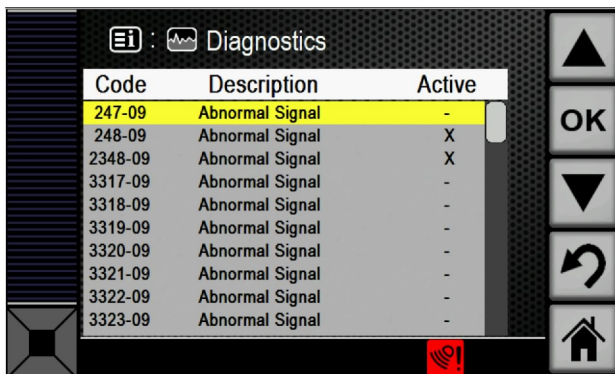 : Diagnostics
Code Description Active
247-09 Abnormal Signal -
248-09 Abnormal Signal X
2348-09 Abnormal Signal X
3317-09 Abnormal Signal -
3318-09 Abnormal Signal -
3319-09 Abnormal Signal -
3320-09 Abnormal Signal -
3321-09 Abnormal Signal -
3322-09 Abnormal Signal -
3323-09 Abnormal Signal -
OK